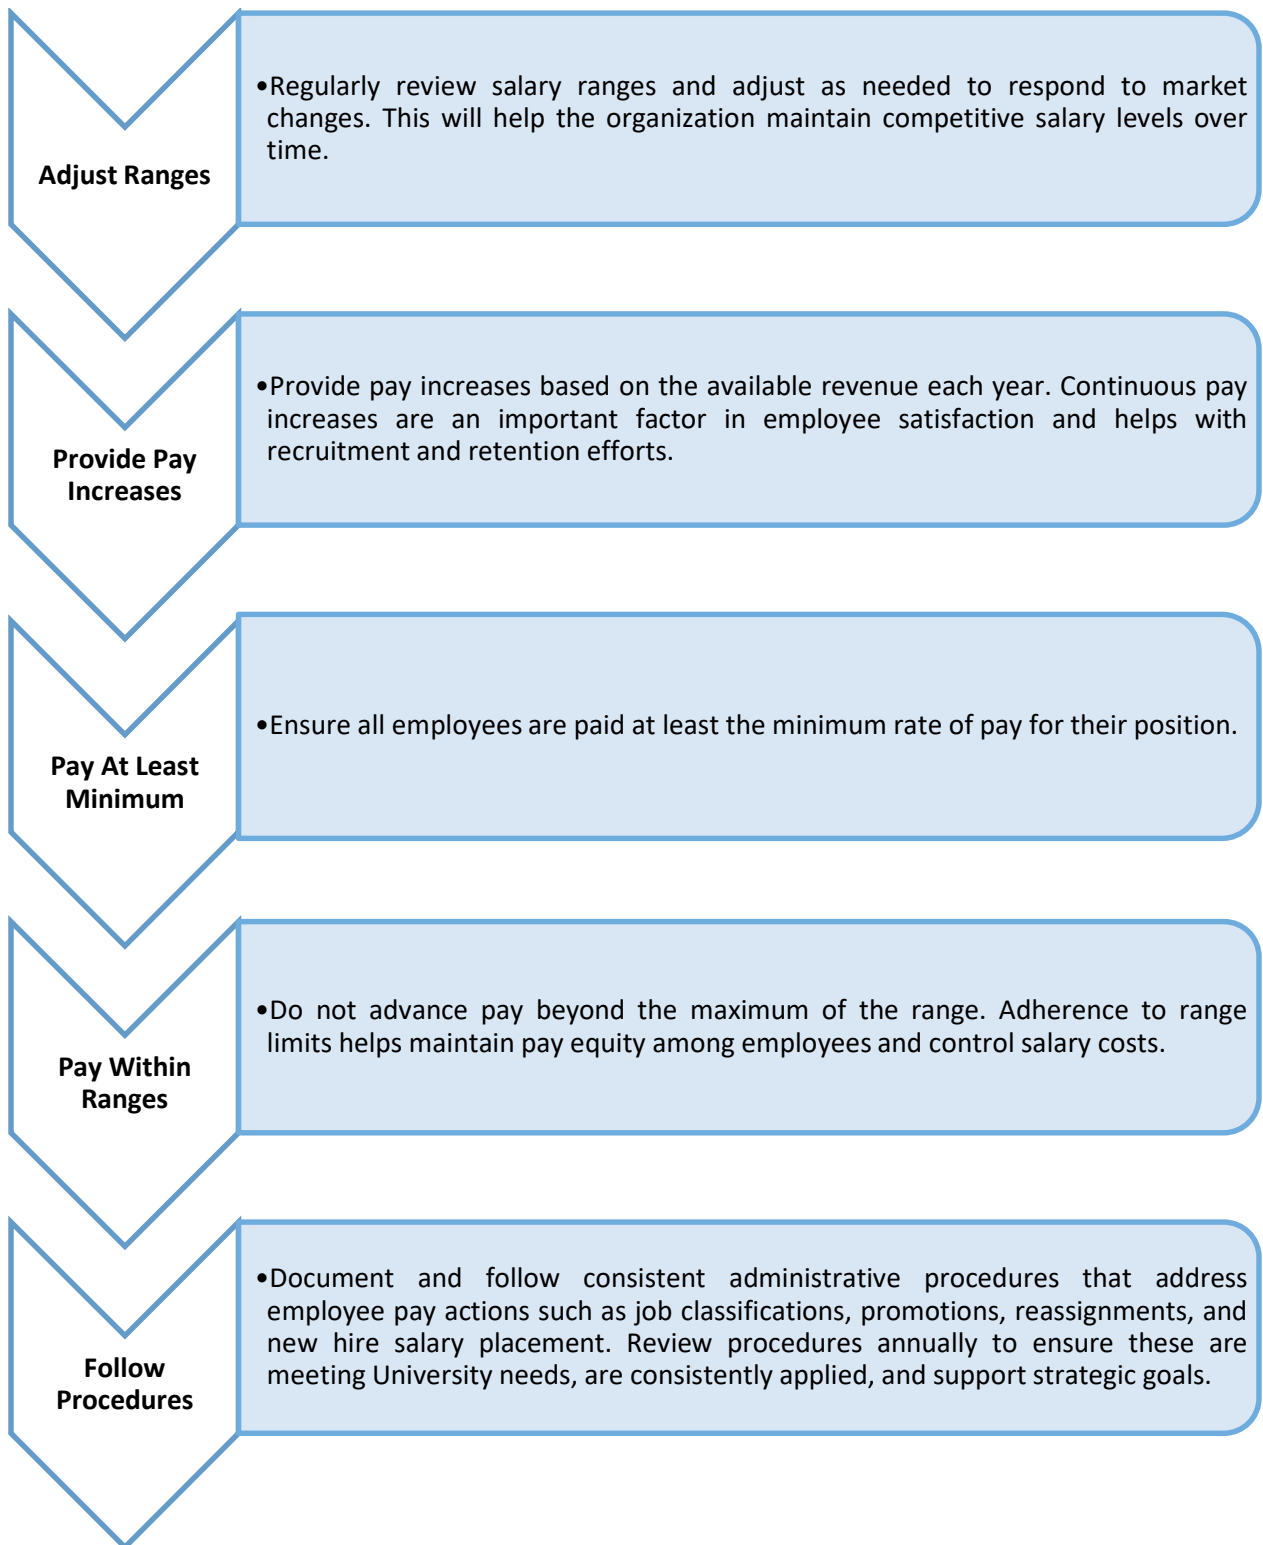 Adjust Ranges
•Regularly review salary ranges and adjust as needed to respond to market
changes. This will help the organization maintain competitive salary levels over
time.
Provide Pay
Increases
•Provide pay increases based on the available revenue each year. Continuous pay
increases are an important factor in employee satisfaction and helps with
recruitment and retention efforts.
Pay At Least
Minimum
•Ensure all employees are paid at least the minimum rate of pay for their position.
Pay Within
Ranges
•Do not advance pay beyond the maximum of the range. Adherence to range
limits helps maintain pay equity among employees and control salary costs.
Follow
Procedures
•Document and follow consistent administrative procedures that address
employee pay actions such as job classifications, promotions, reassignments, and
new hire salary placement. Review procedures annually to ensure these are
meeting University needs, are consistently applied, and support strategic goals.